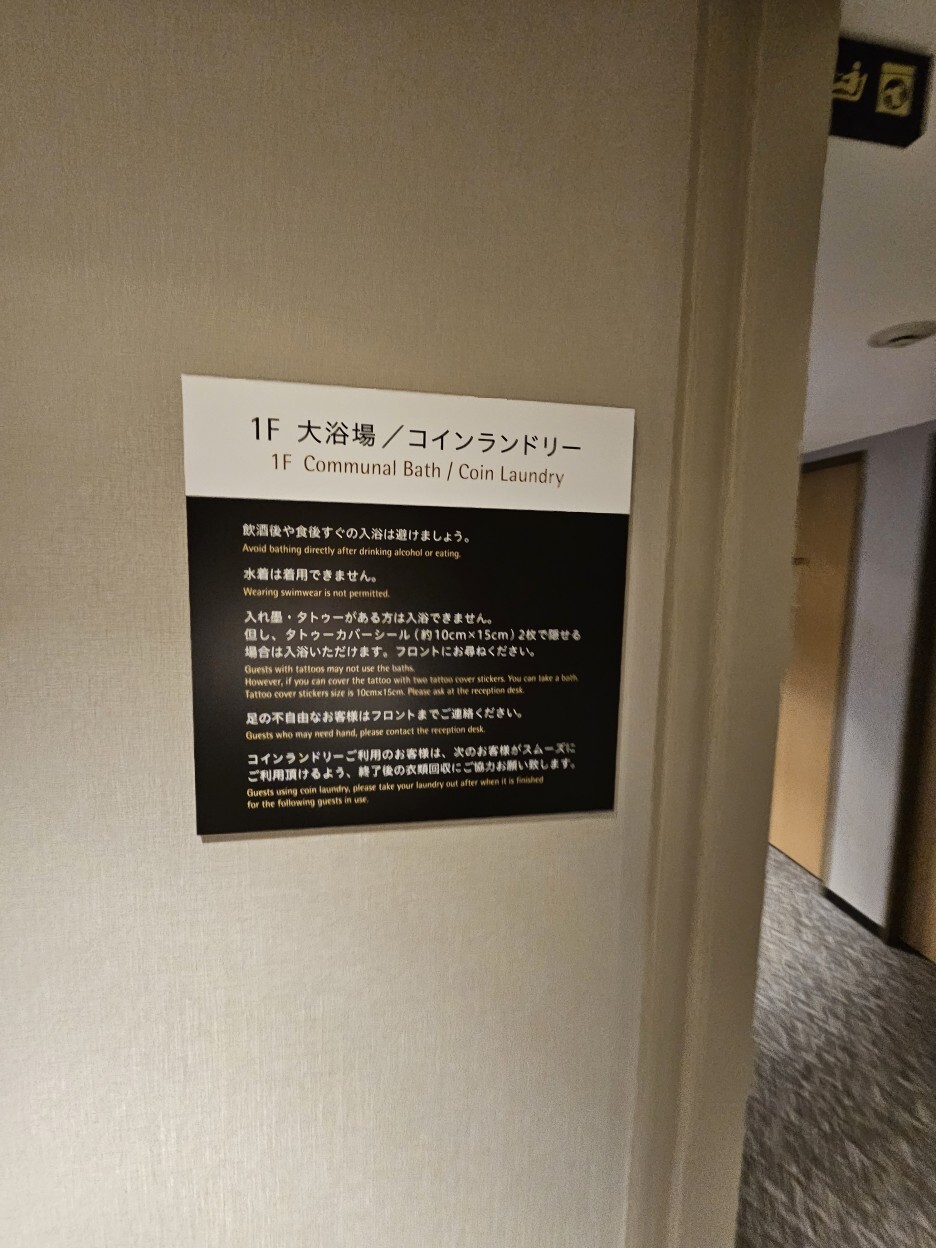 1F 大浴場／コインランドリー
1F Communal Bath / Coin Laundry
飲酒後や食後すぐの入浴は避けましょう。
Avoid bathing directly after drinking alcohol or eating.
水着は着用できません。
Wearing swimwear is not permitted.
入れ墨・タトゥーがある方は入浴できません。
但し、タトゥーカバーシール（約10cm×15cm）2枚で隠せる
場合は入浴いただけます。フロントにお尋ねください。
Guests with tattoos may not use the baths.
However, if you can cover the tattoo with two tattoo cover stickers. You can take a bath.
Tattoo cover stickers size is 10cm×15cm. Please ask at the reception desk.
足の不自由なお客様はフロントまでご連絡ください。
Guests who may need hand, please contact the reception desk.
コインランドリーご利用のお客様は、次のお客様がスムーズに
ご利用頂けるよう、終了後の衣類回収にご協力お願い致します。
Guests using coin laundry, please take your laundry out after when it is finished
for the following guests in use.